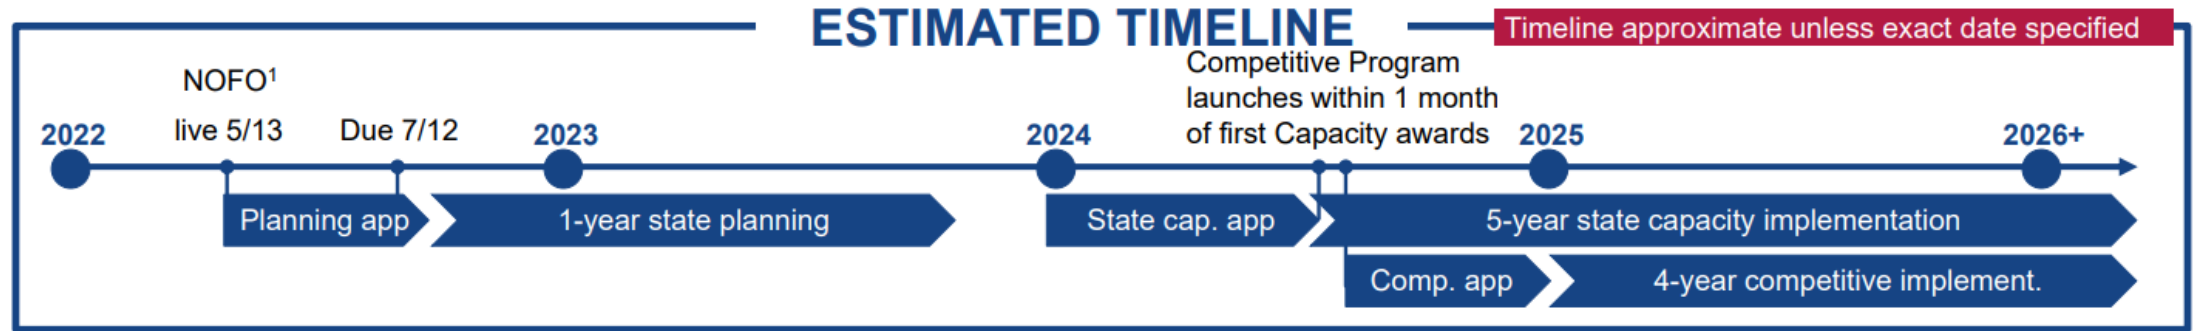 ESTIMATED TIMELINE
Timeline approximate unless exact date specified
NOFO¹
live 5/13
Due 7/12
Competitive Program
launches within 1 month
of first Capacity awards
2022
2023
2024
2025
2026+
Planning app
1-year state planning
State cap. app
5-year state capacity implementation
Comp. app
4-year competitive implement.